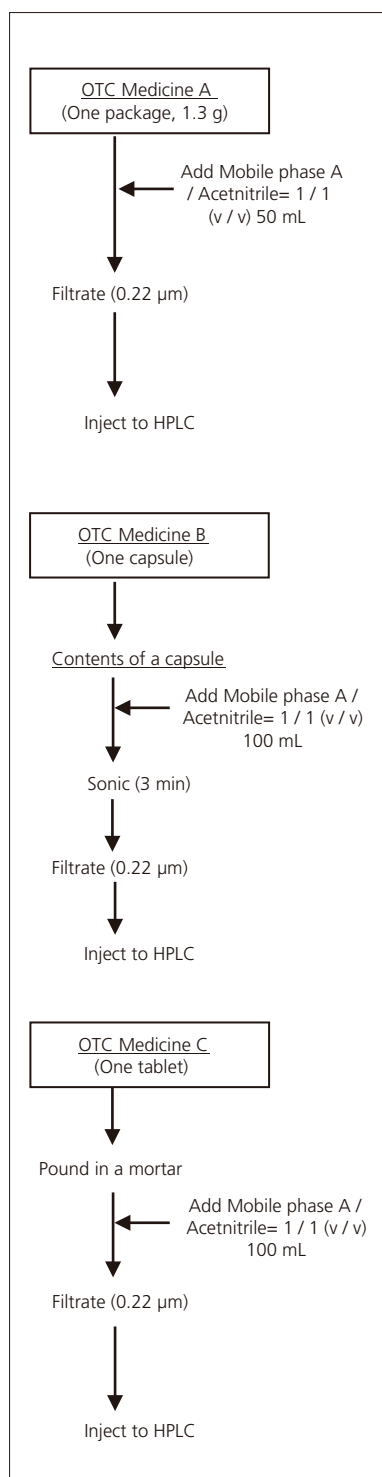 OTC Medicine A
(One package, 1.3 g)
Add Mobile phase A
/ Acetnitrile= 1 / 1
(v / v) 50 mL
Filtrate (0.22 µm)
Inject to HPLC
OTC Medicine B
(One capsule)
Contents of a capsule
Add Mobile phase A /
Acetnitrile= 1 / 1 (v / v)
100 mL
Sonic (3 min)
Filtrate (0.22 µm)
Inject to HPLC
OTC Medicine C
(One tablet)
Pound in a mortar
Add Mobile phase A /
Acetnitrile= 1 / 1 (v / v)
100 mL
Filtrate (0.22 µm)
Inject to HPLC